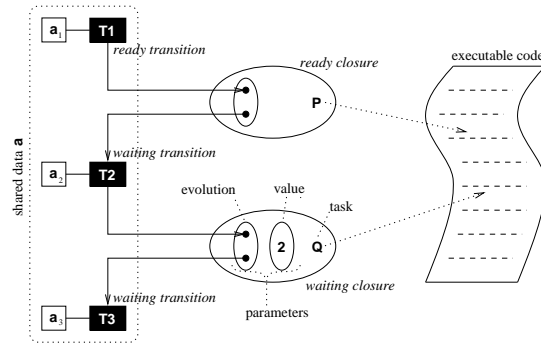 a1 T1
ready transition
ready closure
executable code
P
shared data a
waiting transition
a2 T2
evolution
value
task
2
Q
waiting transition
waiting closure
parameters
a3 T3